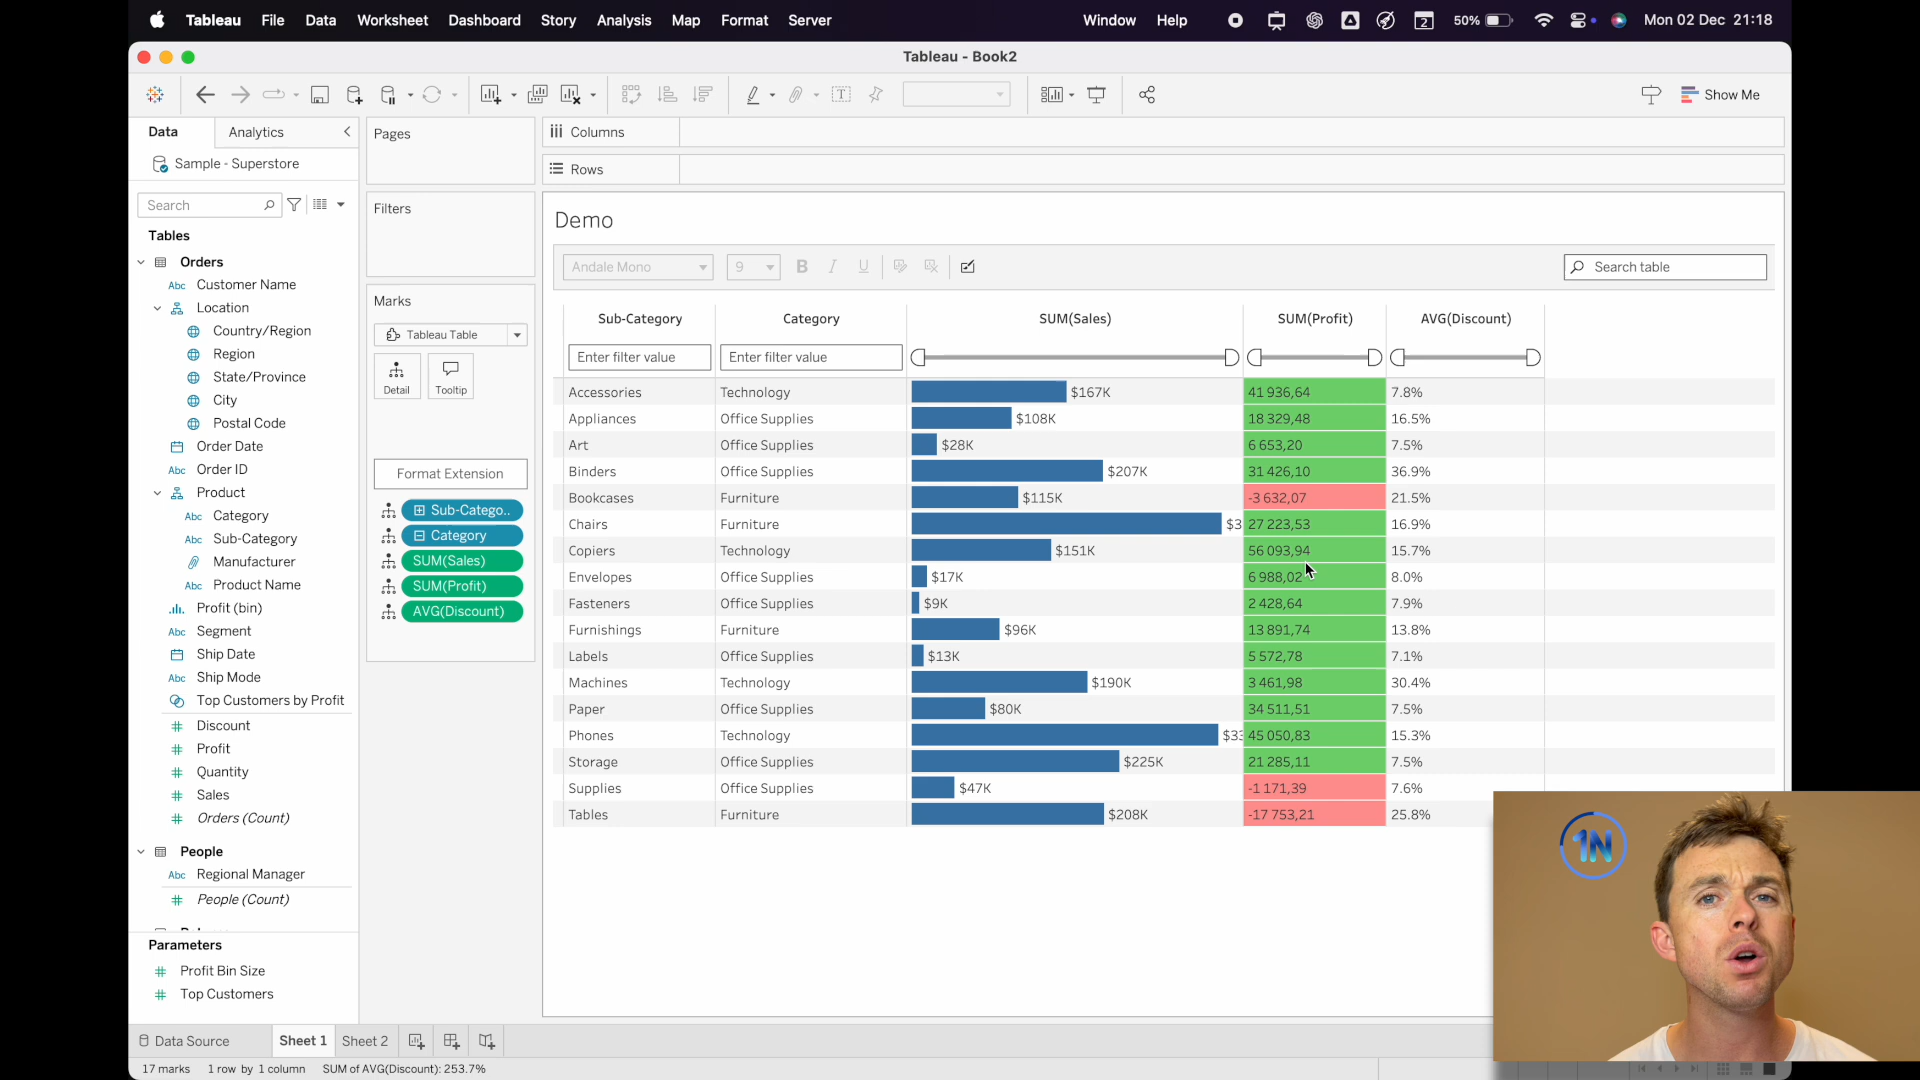 Tableau File Data Worksheet Dashboard Story Analysis Map Format Server Window Help 2 50% Mon 02 Dec 21:18
Tableau - Book2
Show Me
Data Analytics
Sample - Superstore
Search
Tables
Orders
Abc Customer Name
Location
Country/Region
Region
State/Province
City
Postal Code
Order Date
Abc Order ID
Product
Abc Category
Abc Sub-Category
Manufacturer
Abc Product Name
Profit (bin)
Abc Segment
Ship Date
Abc Ship Mode
Top Customers by Profit
# Discount
# Profit
# Quantity
# Sales
# Orders (Count)
People
Abc Regional Manager
# People (Count)
Parameters
# Profit Bin Size
# Top Customers
Pages
Filters
Marks
Tableau Table
Detail Tooltip
Format Extension
Sub-Catego..
Category
SUM(Sales)
SUM(Profit)
AVG(Discount)
Columns
Rows
Demo
Andale Mono 9 B I U Search table
Sub-Category Category SUM(Sales) SUM(Profit) AVG(Discount)
Enter filter value Enter filter value
Accessories Technology $167K 41 936,64 7.8%
Appliances Office Supplies $108K 18 329,48 16.5%
Art Office Supplies $28K 6 653,20 7.5%
Binders Office Supplies $207K 31 426,10 36.9%
Bookcases Furniture $115K -3 632,07 21.5%
Chairs Furniture $3 27 223,53 16.9%
Copiers Technology $151K 56 093,94 15.7%
Envelopes Office Supplies $17K 6 988,02 8.0%
Fasteners Office Supplies $9K 2 428,64 7.9%
Furnishings Furniture $96K 13 891,74 13.8%
Labels Office Supplies $13K 5 572,78 7.1%
Machines Technology $190K 3 461,98 30.4%
Paper Office Supplies $80K 34 511,51 7.5%
Phones Technology $33 45 050,83 15.3%
Storage Office Supplies $225K 21 285,11 7.5%
Supplies Office Supplies $47K -1 171,39 7.6%
Tables Furniture $208K -17 753,21 25.8%
1N
Data Source Sheet 1 Sheet 2
17 marks 1 row by 1 column SUM of AVG(Discount): 253.7%